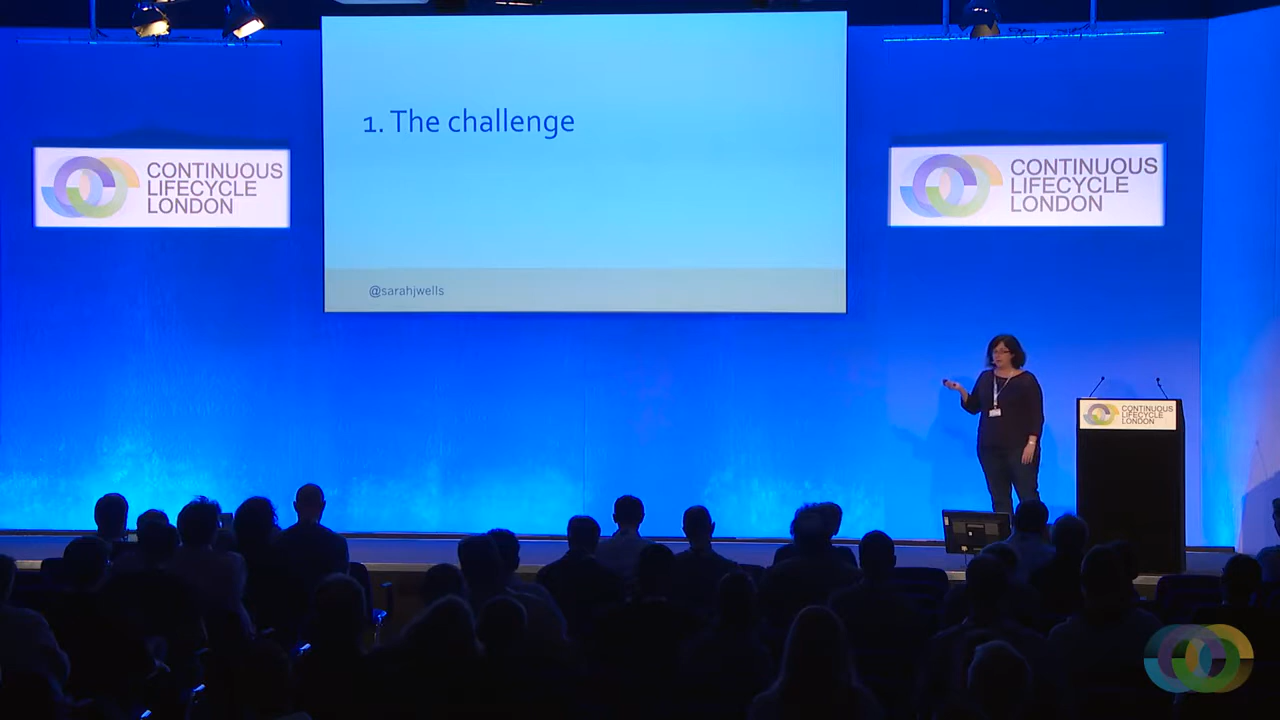 1. The challenge
@sarahjwells
CONTINUOUS
LIFECYCLE
LONDON
CONTINUOUS
LIFECYCLE
LONDON
CONTINUOUS
LIFECYCLE
LONDON